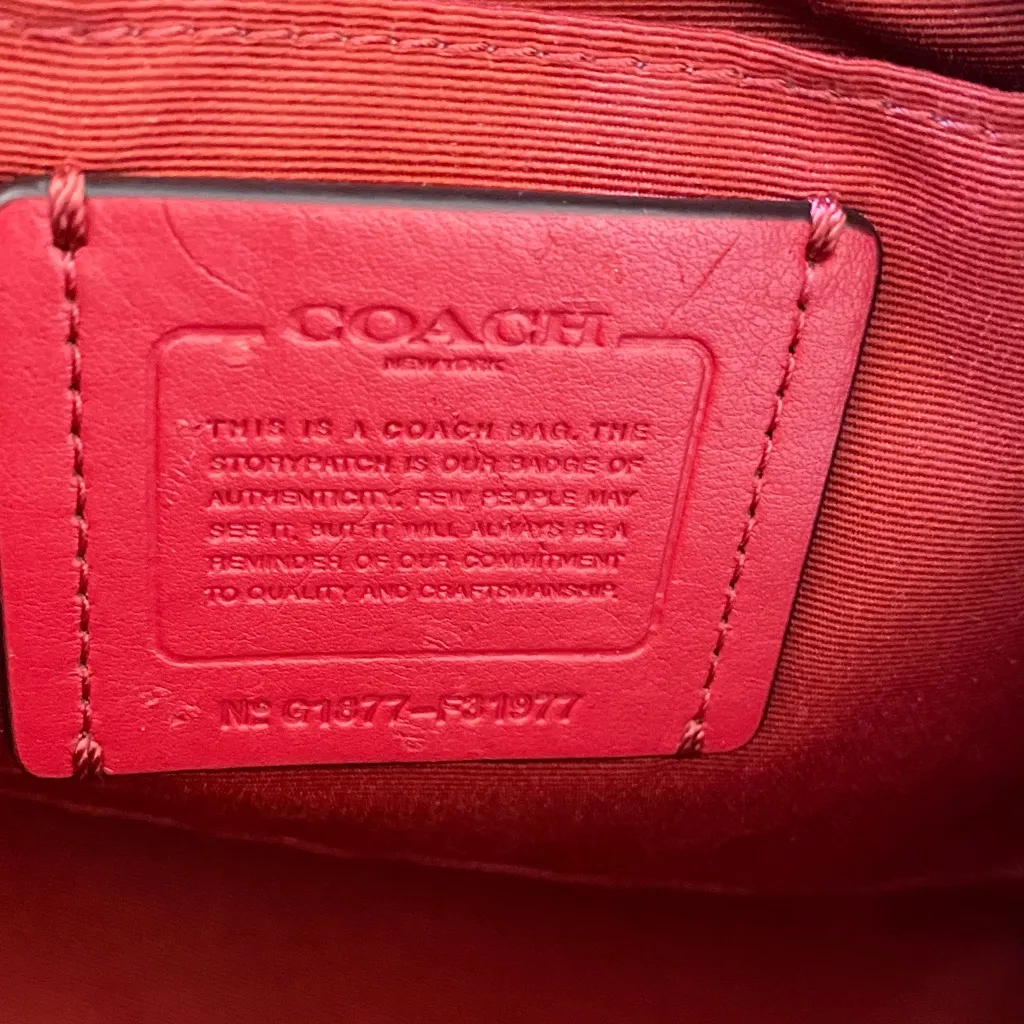 COACH
NEW YORK
THIS IS A COACH BAG. THE
STORYPATCH IS OUR BADGE OF
AUTHENTICITY. FEW PEOPLE MAY
SEE IT, BUT IT WILL ALWAYS BE A
REMINDER OF OUR COMMITMENT
TO QUALITY AND CRAFTSMANSHIP.
Nº G1877-F31977